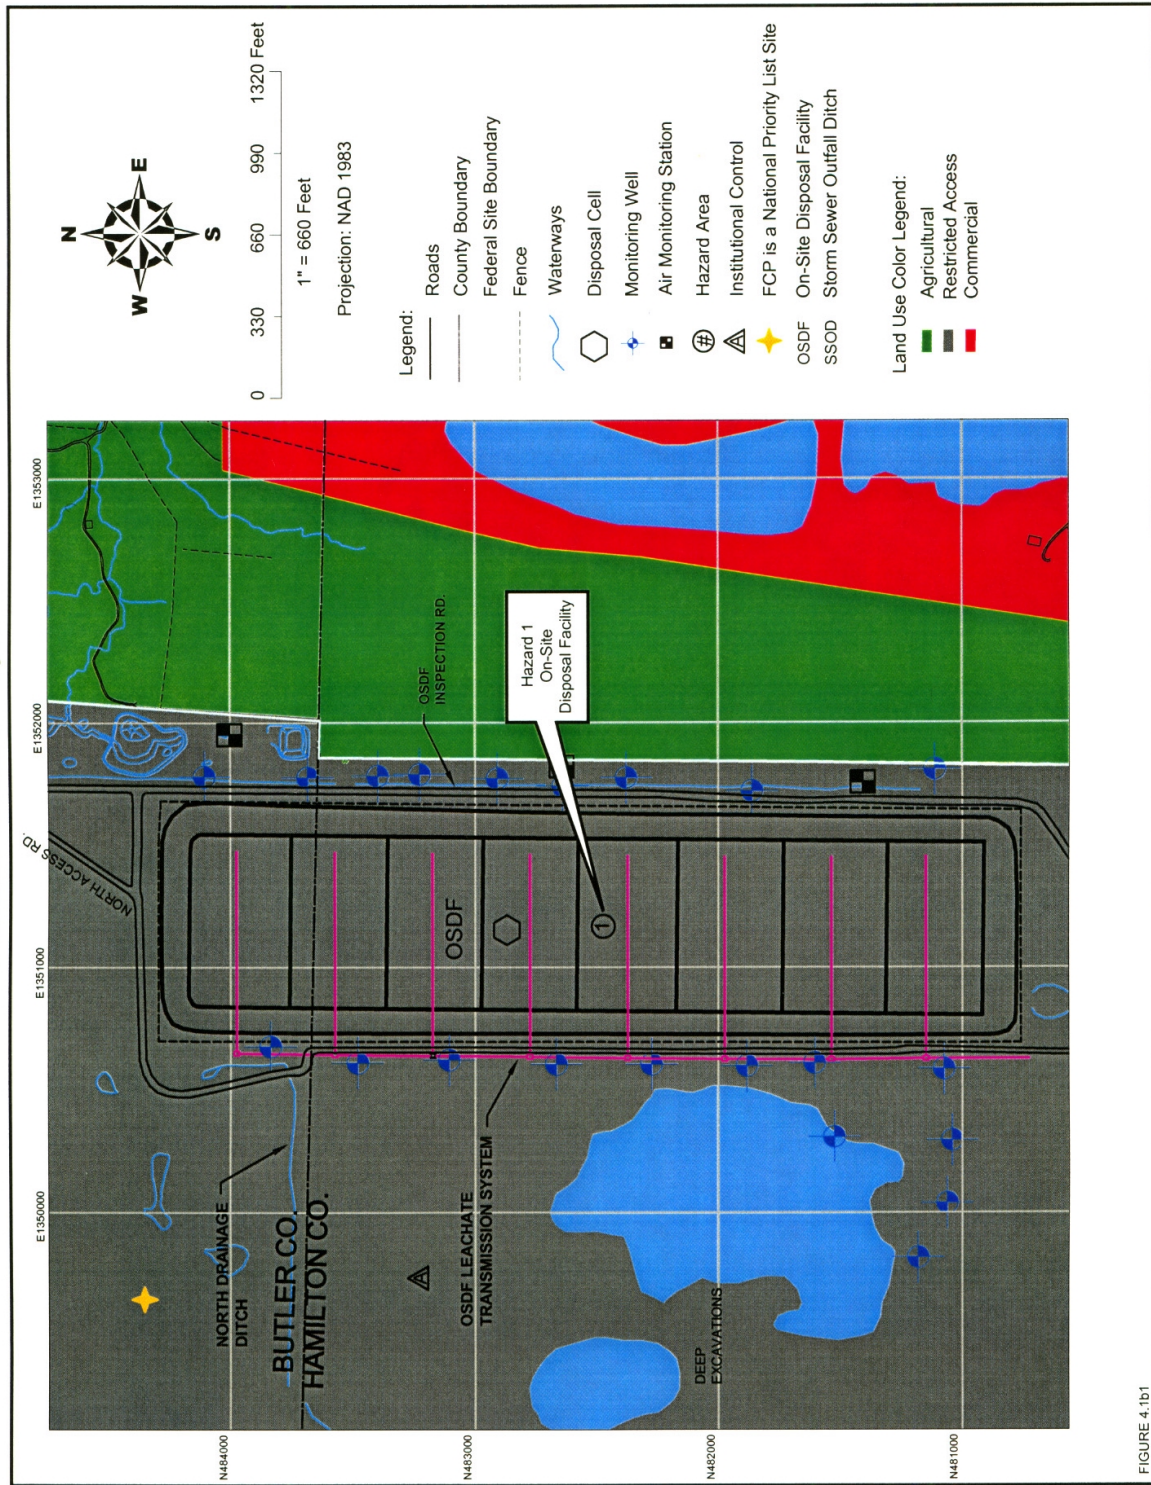 N
W
E
S
0
330
660
990
1320 Feet
1" = 660 Feet
Projection: NAD 1983
Legend:
Roads
County Boundary
Federal Site Boundary
Fence
Waterways
Disposal Cell
Monitoring Well
Air Monitoring Station
# Hazard Area
A Institutional Control
FCP is a National Priority List Site
OSDF On-Site Disposal Facility
SSOD Storm Sewer Outfall Ditch
Land Use Color Legend:
Agricultural
Restricted Access
Commercial
E1350000
E1351000
E1352000
E1353000
N484000
N483000
N482000
N481000
NORTH ACCESS RD.
OSDF
INSPECTION RD.
Hazard 1
On-Site
Disposal Facility
OSDF
1
NORTH DRAINAGE
DITCH
BUTLER CO.
HAMILTON CO.
A
OSDF LEACHATE
TRANSMISSION SYSTEM
DEEP
EXCAVATIONS
FIGURE 4.1b1